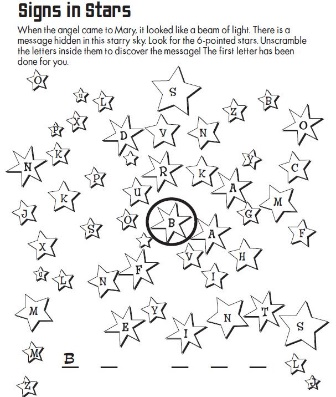 Signs in Stars
When the angel came to Mary, it looked like a beam of light. There is a
message hidden in this starry sky. Look for the 6-pointed stars. Unscramble
the letters inside them to discover the message! The first letter has been
done for you.
O
L
S
Z B
P X D V N O
N K R K Y C
P U A
K M
J O B G
S A F
X V H
L N F I
M Y
E I N T S
M B L
Z